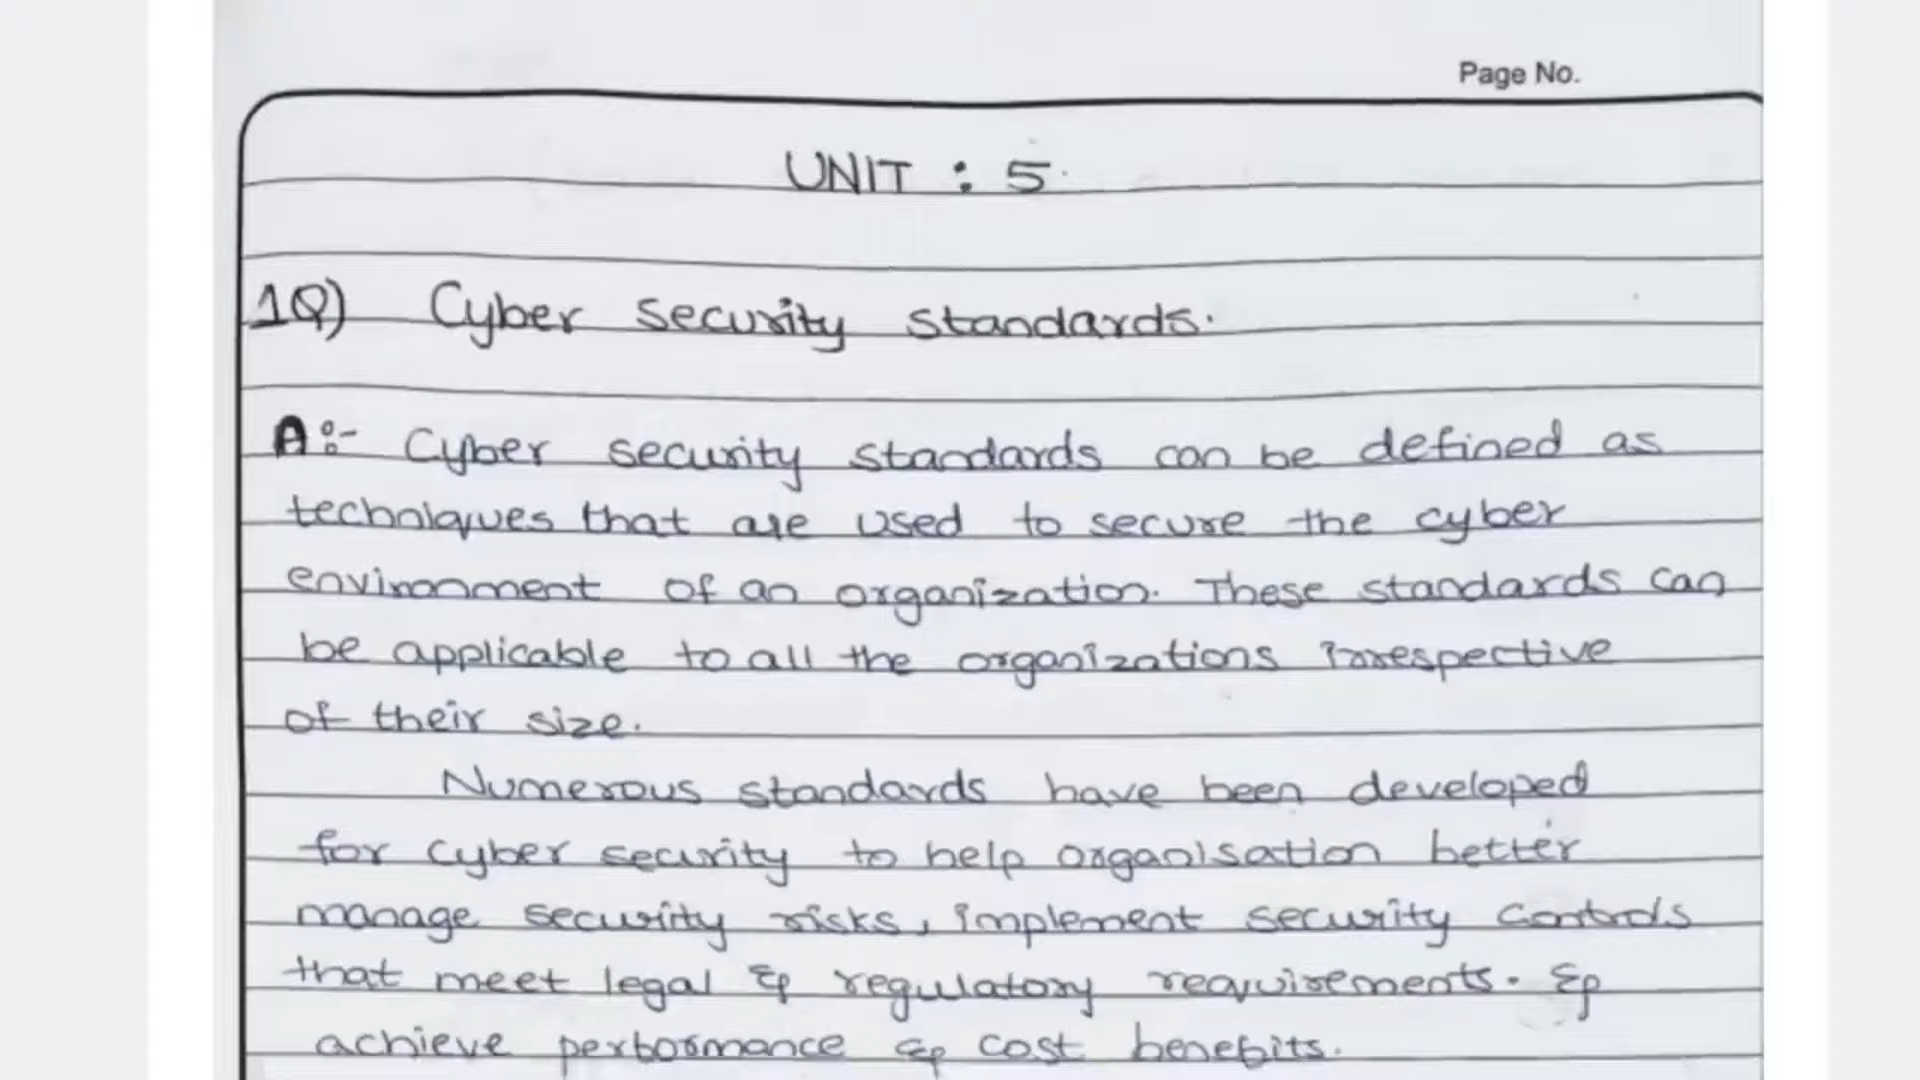 Page No.
UNIT : 5
1Q) Cyber security standards.
A:- Cyber security standards can be defined as
techniques that are used to secure the cyber
environment of an organization. These standards can
be applicable to all the organizations irrespective
of their size.
Numerous standards have been developed
for cyber security to help organisation better
manage security risks, implement security controls
that meet legal & regulatory requirements. &
achieve performance & cost benefits.